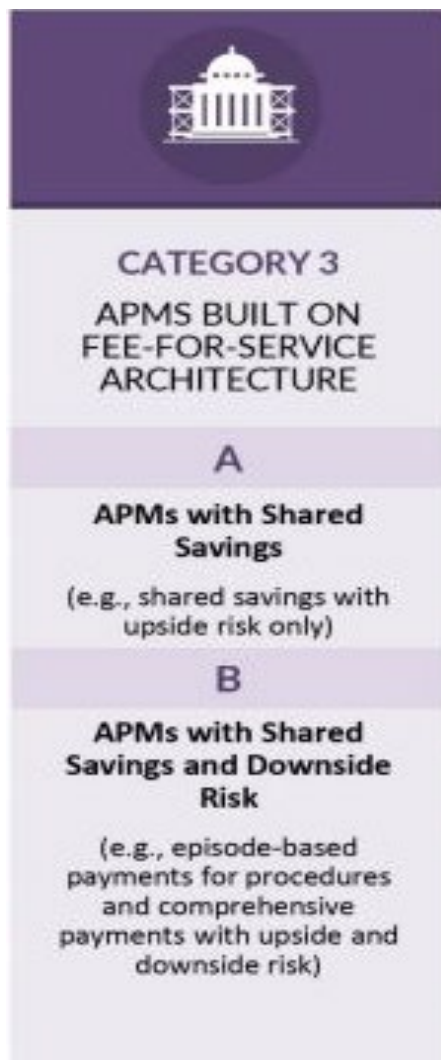 CATEGORY 3
APMS BUILT ON
FEE-FOR-SERVICE
ARCHITECTURE
A
APMs with Shared
Savings
(e.g., shared savings with
upside risk only)
B
APMs with Shared
Savings and Downside
Risk
(e.g., episode-based
payments for procedures
and comprehensive
payments with upside and
downside risk)